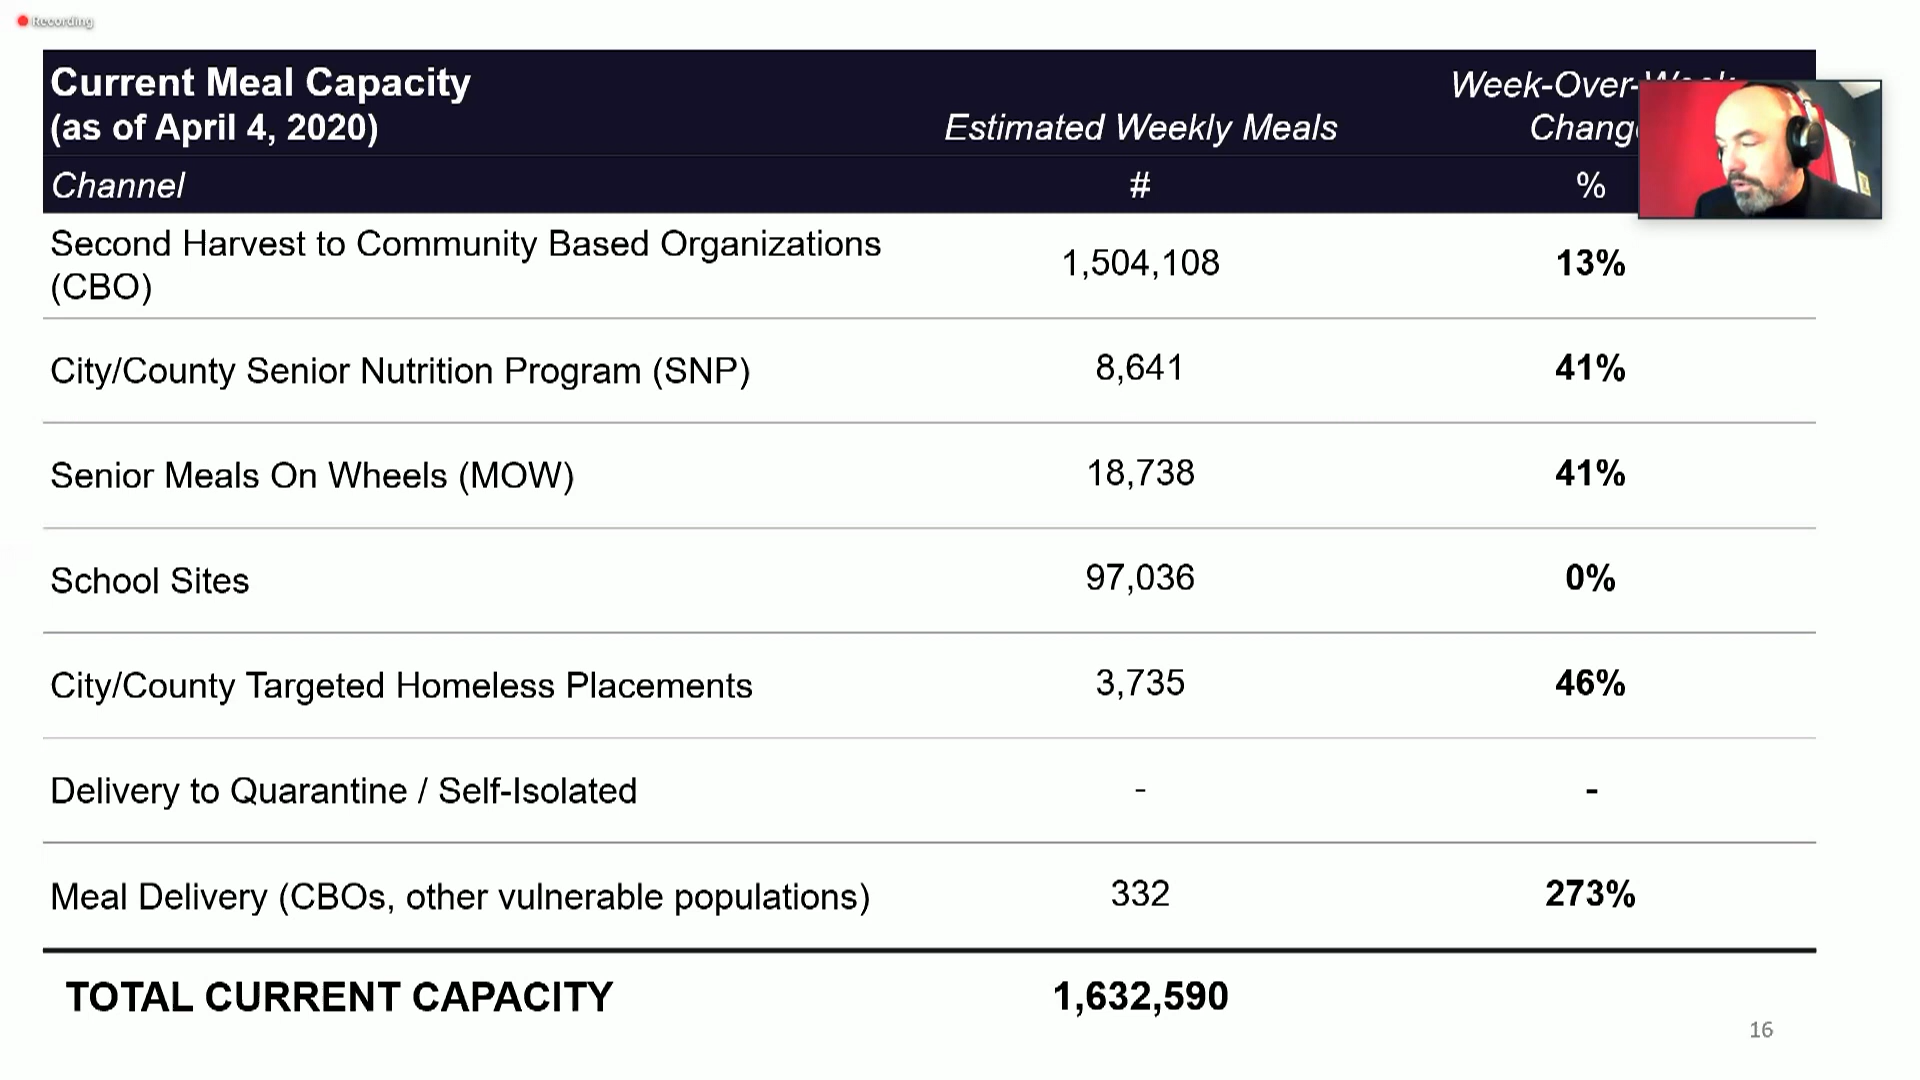 Recording
Current Meal Capacity
(as of April 4, 2020)
Estimated Weekly Meals
Week-Over-
Channel
#
%
Second Harvest to Community Based Organizations
(CBO)
1,504,108
13%
City/County Senior Nutrition Program (SNP)
8,641
41%
Senior Meals On Wheels (MOW)
18,738
41%
School Sites
97,036
0%
City/County Targeted Homeless Placements
3,735
46%
Delivery to Quarantine / Self-Isolated
-
-
Meal Delivery (CBOs, other vulnerable populations)
332
273%
TOTAL CURRENT CAPACITY
1,632,590
16